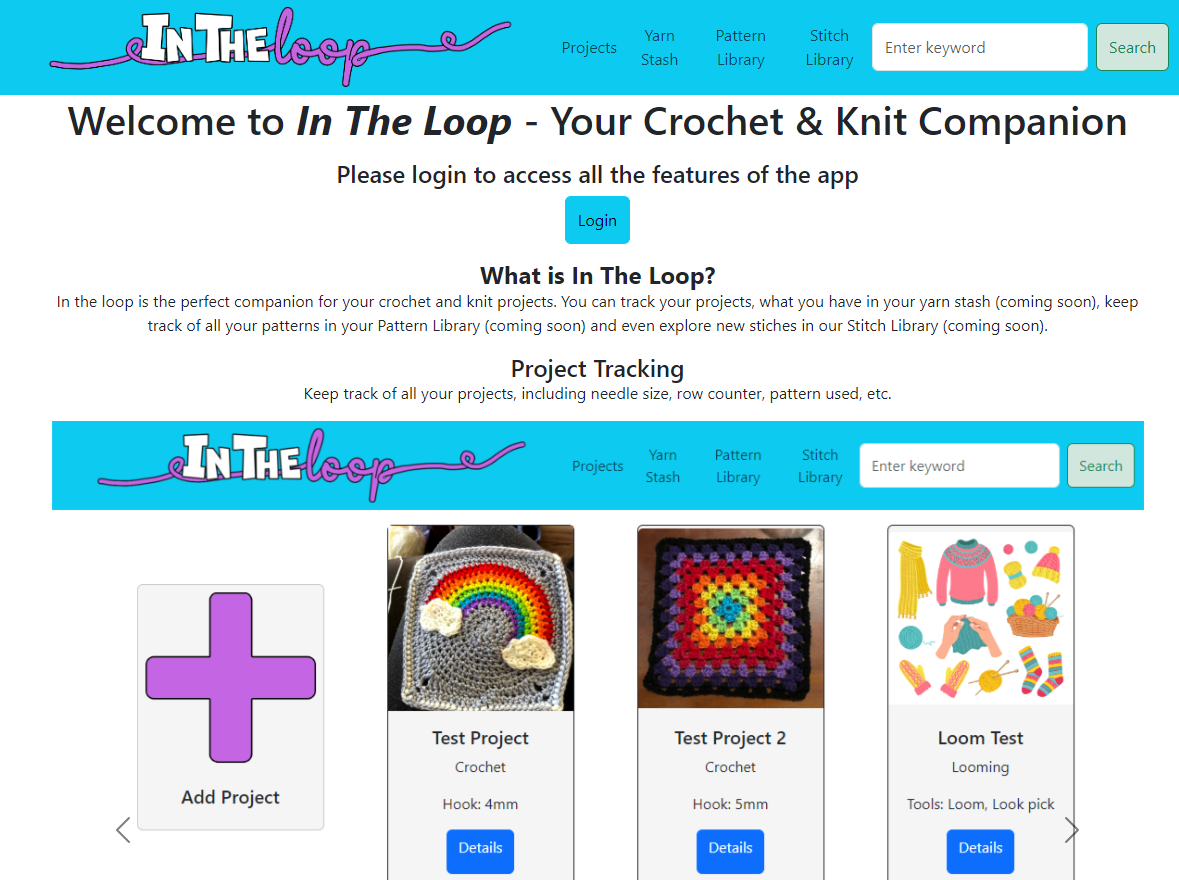 IN THE loop
Projects
Yarn
Stash
Pattern
Library
Stitch
Library
Enter keyword
Search
Welcome to In The Loop - Your Crochet & Knit Companion
Please login to access all the features of the app
Login
What is In The Loop?
In the loop is the perfect companion for your crochet and knit projects. You can track your projects, what you have in your yarn stash (coming soon), keep
track of all your patterns in your Pattern Library (coming soon) and even explore new stiches in our Stitch Library (coming soon).
Project Tracking
Keep track of all your projects, including needle size, row counter, pattern used, etc.
IN THE loop
Projects
Yarn
Stash
Pattern
Library
Stitch
Library
Enter keyword
Search
Add Project
Test Project
Crochet
Hook: 4mm
Details
Test Project 2
Crochet
Hook: 5mm
Details
Loom Test
Looming
Tools: Loom, Look pick
Details